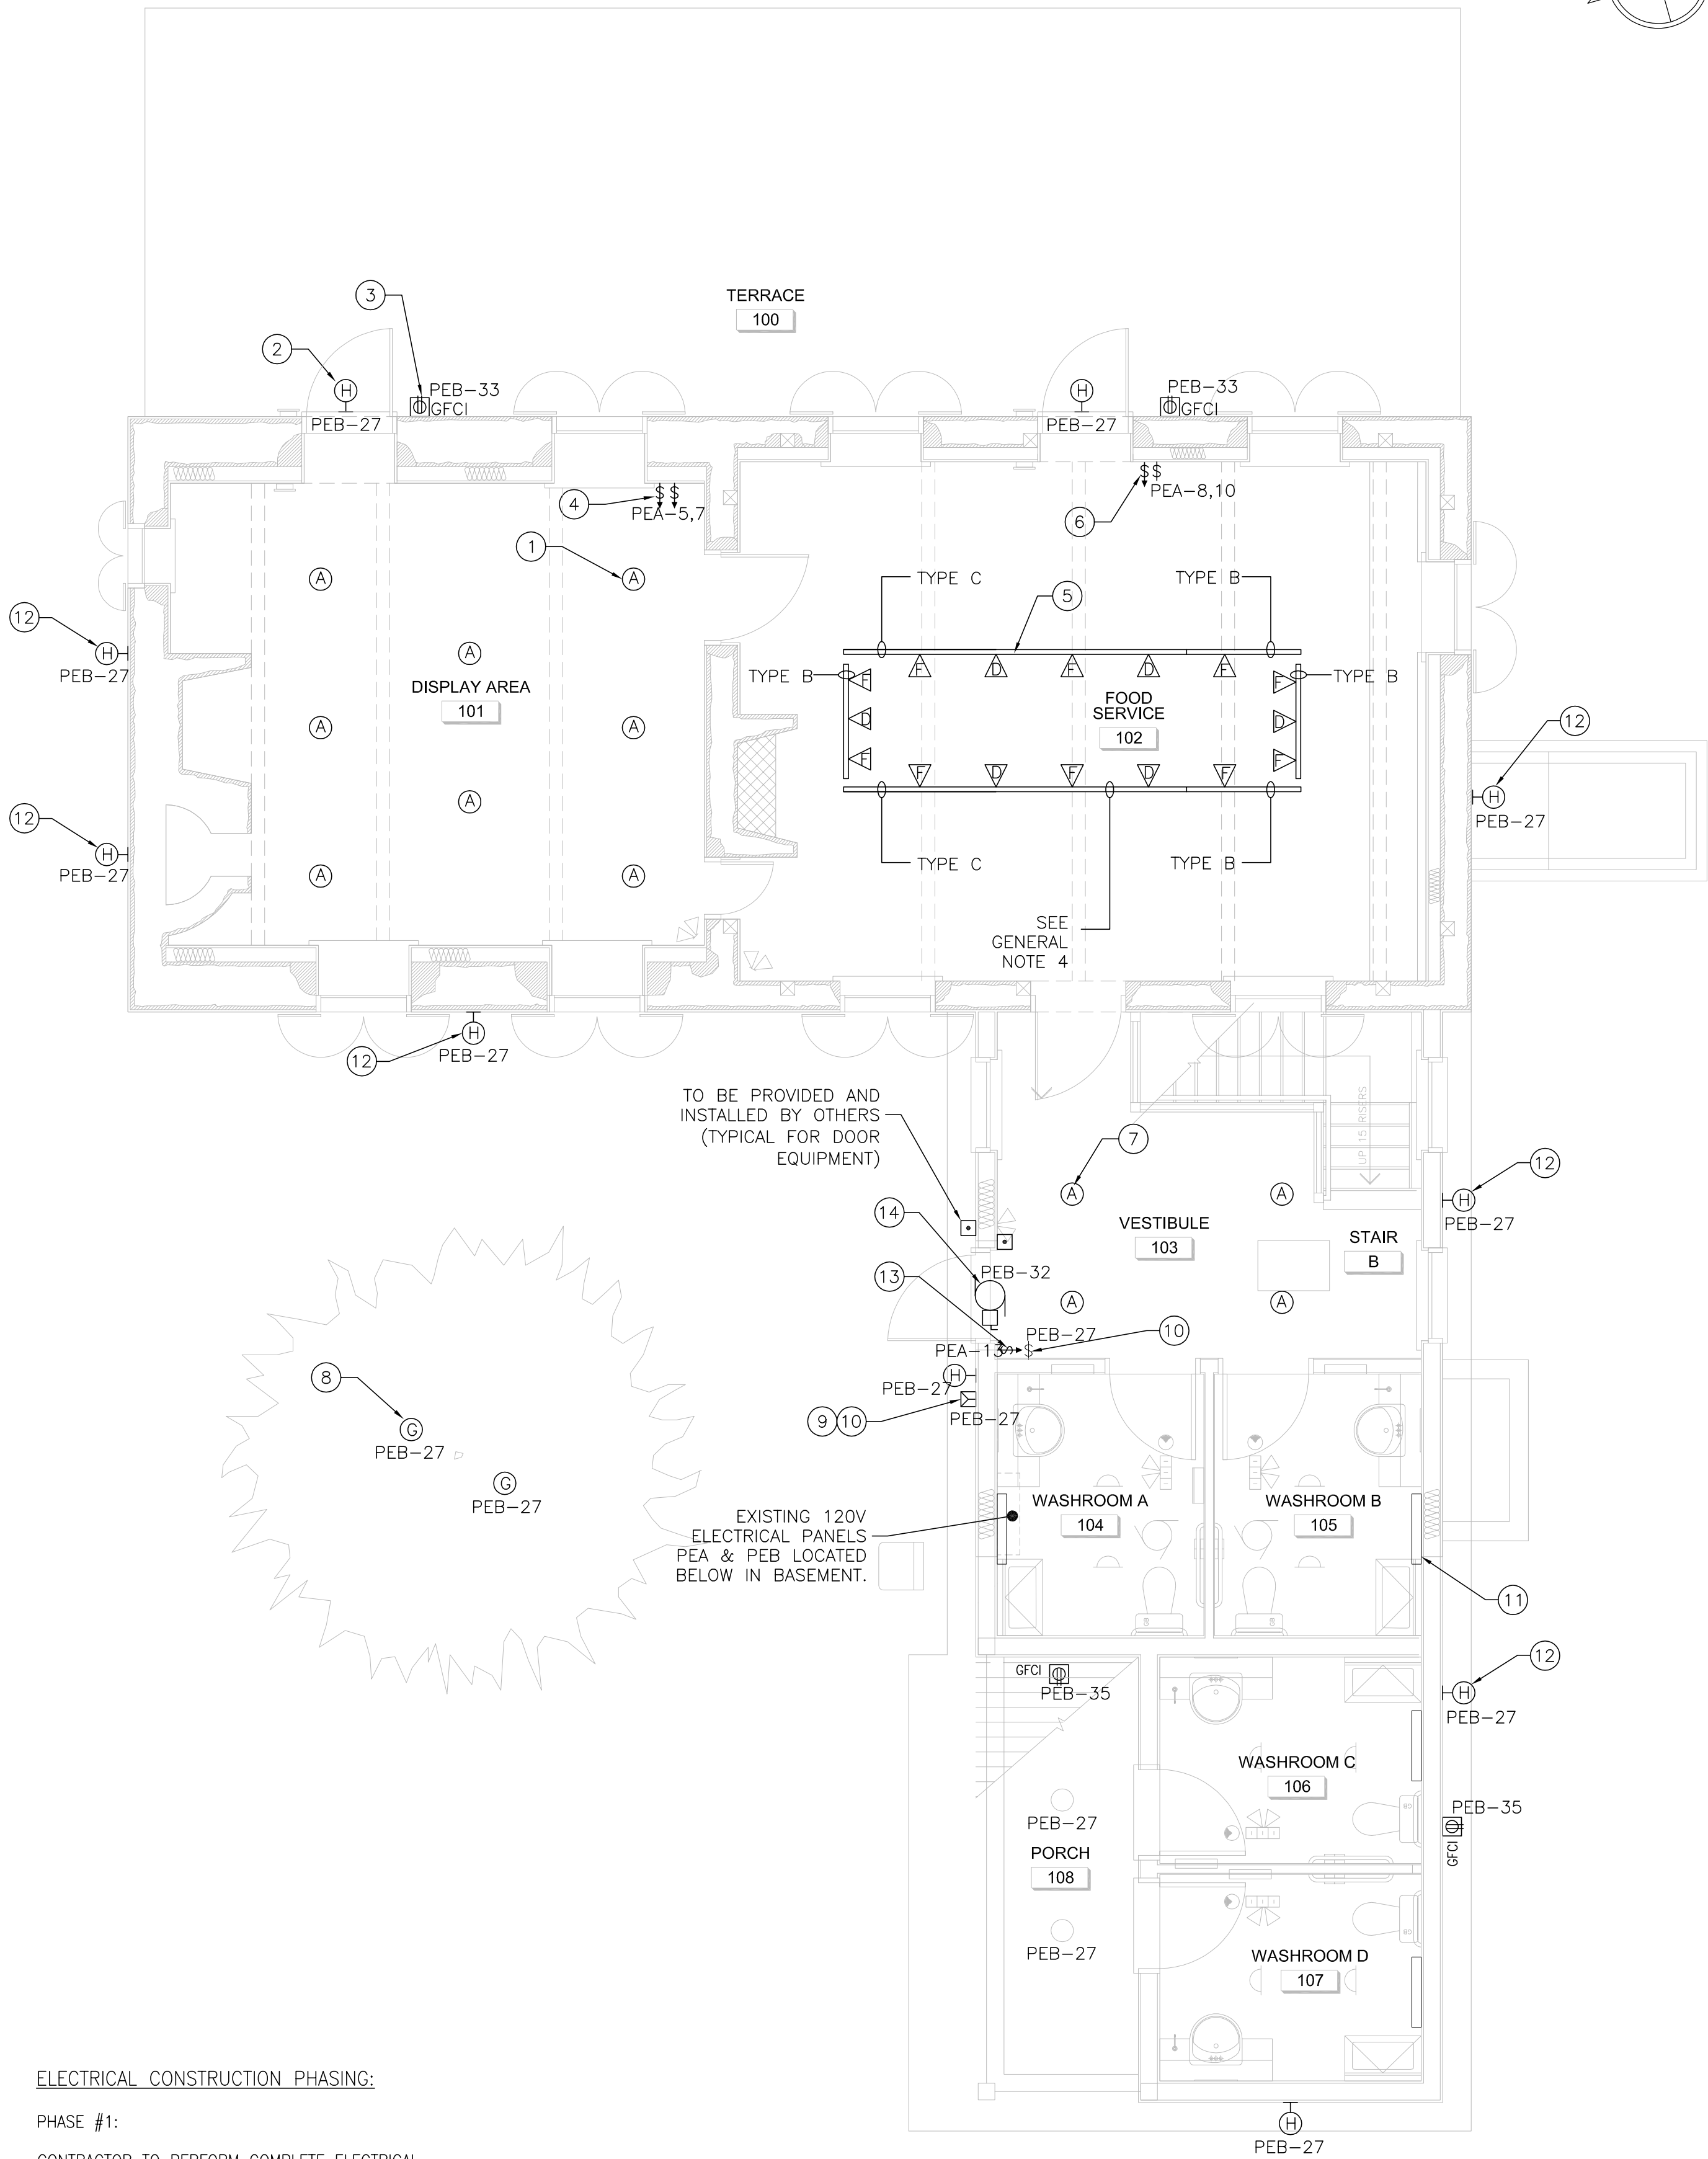 TERRACE
100
3
2
H
PEB-27
PEB-33
GFCI
H
PEB-27
PEB-33
GFCI
4
$ $
PEA-5,7
6
$ $
PEA-8,10
1
A
A
TYPE C
TYPE B
5
12
H
PEB-27
A
DISPLAY AREA
101
TYPE B
F
D
F
D
F
TYPE B
F
D
F
F
D
F
FOOD
SERVICE
102
12
H
PEB-27
A
A
A
F
D
F
D
F
12
H
PEB-27
A
A
TYPE C
TYPE B
SEE
GENERAL
NOTE 4
12
H
PEB-27
TO BE PROVIDED AND
INSTALLED BY OTHERS
(TYPICAL FOR DOOR
EQUIPMENT)
7
UP 15 RISERS
12
H
PEB-27
A
A
VESTIBULE
103
STAIR
B
14
13
PEB-32
A
A
PEB-27
10
PEA-13
$
$
H
PEB-27
9
10
PEB-27
8
G
PEB-27
G
PEB-27
EXISTING 120V
ELECTRICAL PANELS
PEA & PEB LOCATED
BELOW IN BASEMENT.
WASHROOM A
104
WASHROOM B
105
11
GFCI
PEB-35
12
H
PEB-27
WASHROOM C
106
PEB-27
PEB-35
GFCI
PORCH
108
PEB-27
WASHROOM D
107
H
PEB-27
ELECTRICAL CONSTRUCTION PHASING:
PHASE #1:
CONTRACTOR TO PERFORM COMPLETE ELECTRICAL